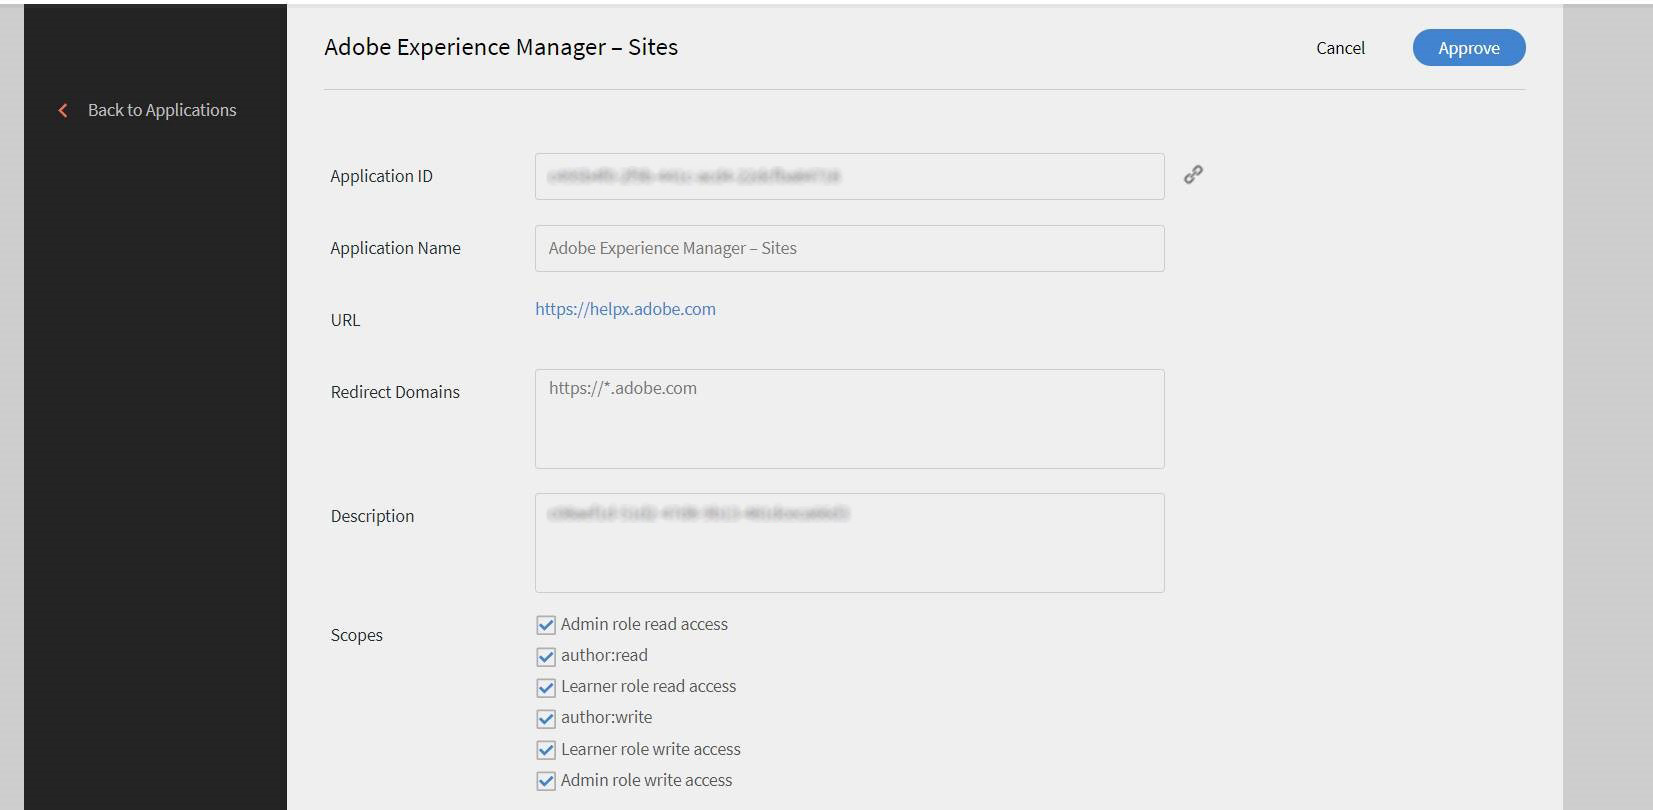 Adobe Experience Manager – Sites
Cancel
Approve
Back to Applications
Application ID
Application Name
Adobe Experience Manager – Sites
URL
https://helpx.adobe.com
Redirect Domains
https://*.adobe.com
Description
Scopes
Admin role read access
author:read
Learner role read access
author:write
Learner role write access
Admin role write access